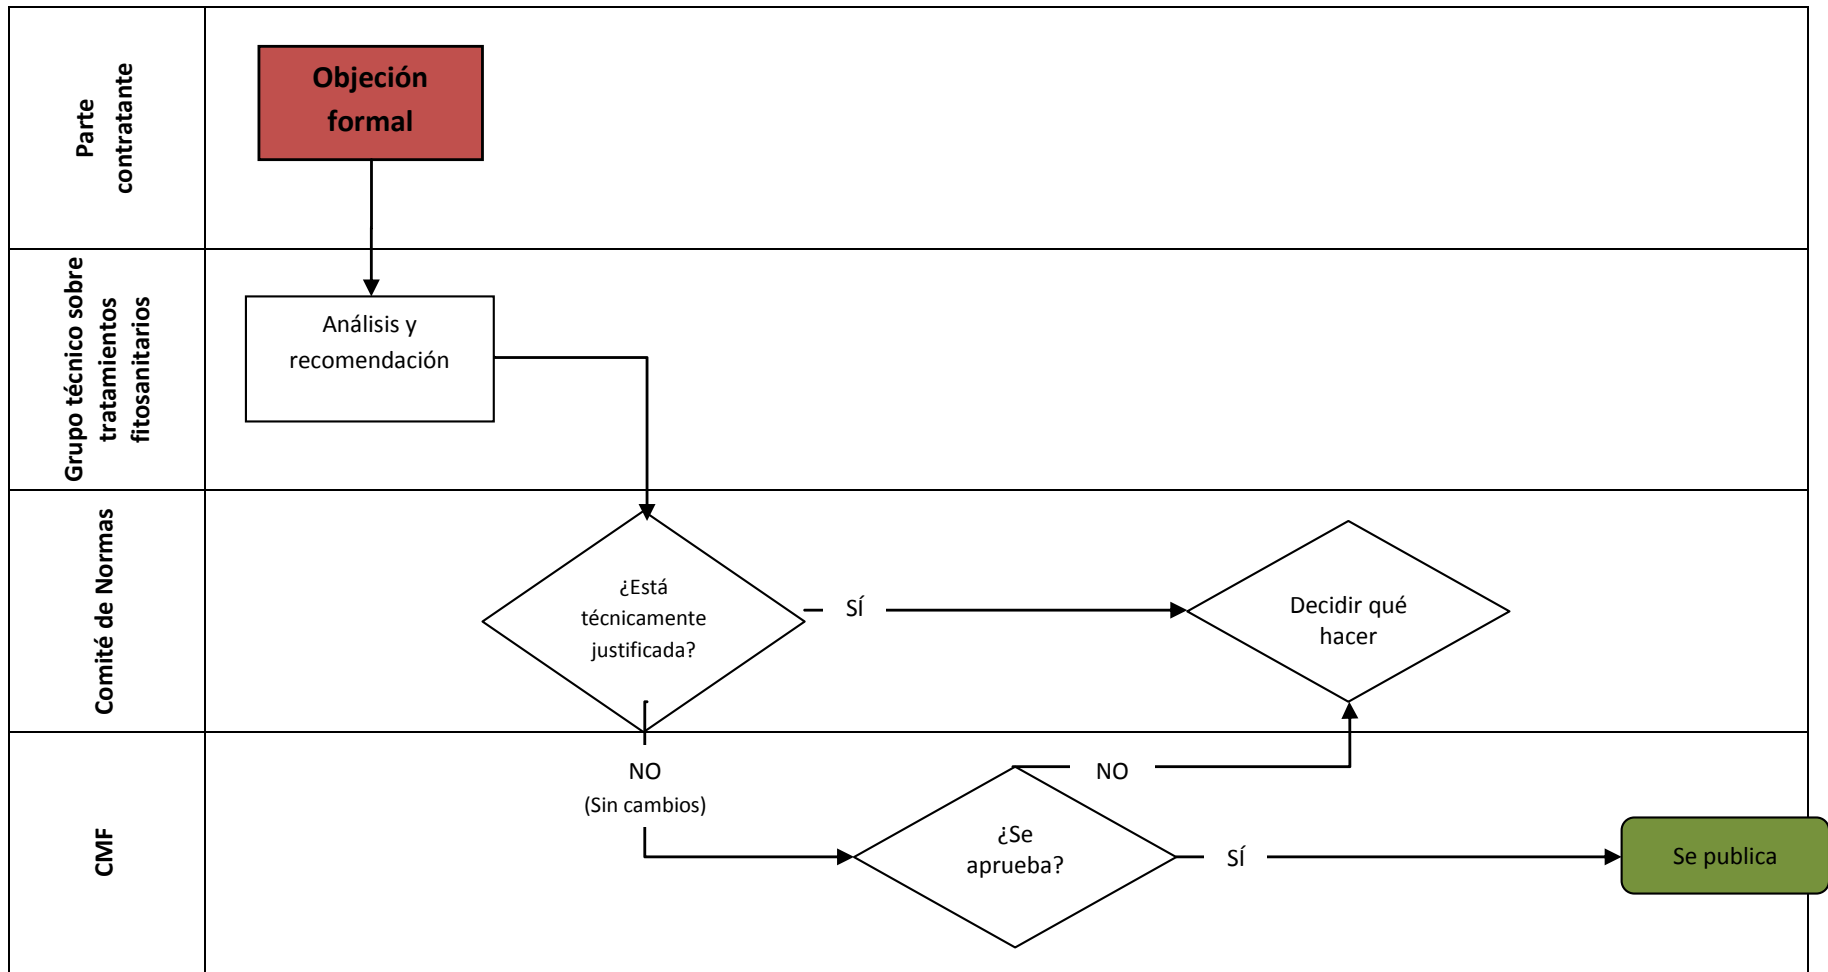 Parte
contratante
Objeción
formal
Grupo técnico sobre
tratamientos
fitosanitarios
Análisis y
recomendación
Comité de Normas
¿Está
técnicamente
justificada?
SÍ
Decidir qué
hacer
CMF
NO
(Sin cambios)
¿Se
aprueba?
NO
SÍ
Se publica